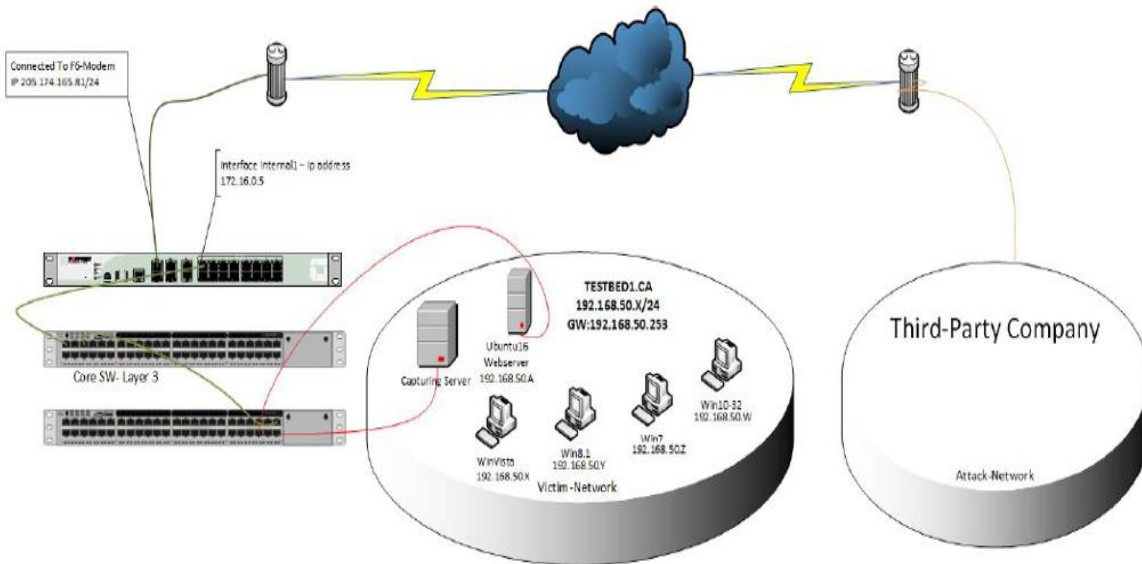 Connected To F6-Modem
IP 205.174.165.81/24
Interface Internal1 – Ip address
172.16.0.5
Core SW- Layer 3
Capturing Server
Ubuntu16
Webserver
192.168.50.A
TESTBED1.CA
192.168.50.X/24
GW:192.168.50.253
WinVista
192.168.50.X
Win8.1
192.168.50.Y
Win7
192.168.50.Z
Win10-32
192.168.50.W
Victim-Network
Third-Party Company
Attack-Network